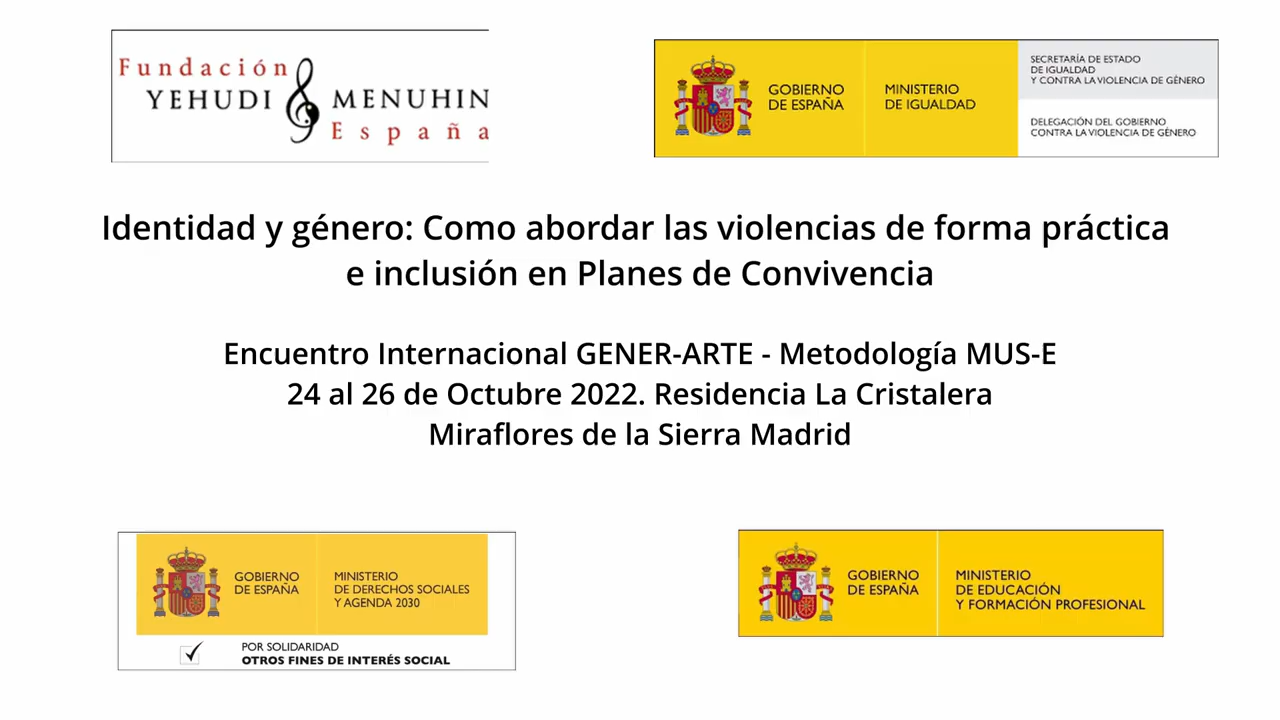 Fundación
YEHUDI MENUHIN
España
GOBIERNO
DE ESPAÑA
MINISTERIO
DE IGUALDAD
SECRETARÍA DE ESTADO
DE IGUALDAD
Y CONTRA LA VIOLENCIA DE GÉNERO
DELEGACIÓN DEL GOBIERNO
CONTRA LA VIOLENCIA DE GÉNERO
Identidad y género: Como abordar las violencias de forma práctica
e inclusión en Planes de Convivencia
Encuentro Internacional GENER-ARTE - Metodología MUS-E
24 al 26 de Octubre 2022. Residencia La Cristalera
Miraflores de la Sierra Madrid
GOBIERNO
DE ESPAÑA
MINISTERIO
DE DERECHOS SOCIALES
Y AGENDA 2030
POR SOLIDARIDAD
OTROS FINES DE INTERÉS SOCIAL
GOBIERNO
DE ESPAÑA
MINISTERIO
DE EDUCACIÓN
Y FORMACIÓN PROFESIONAL